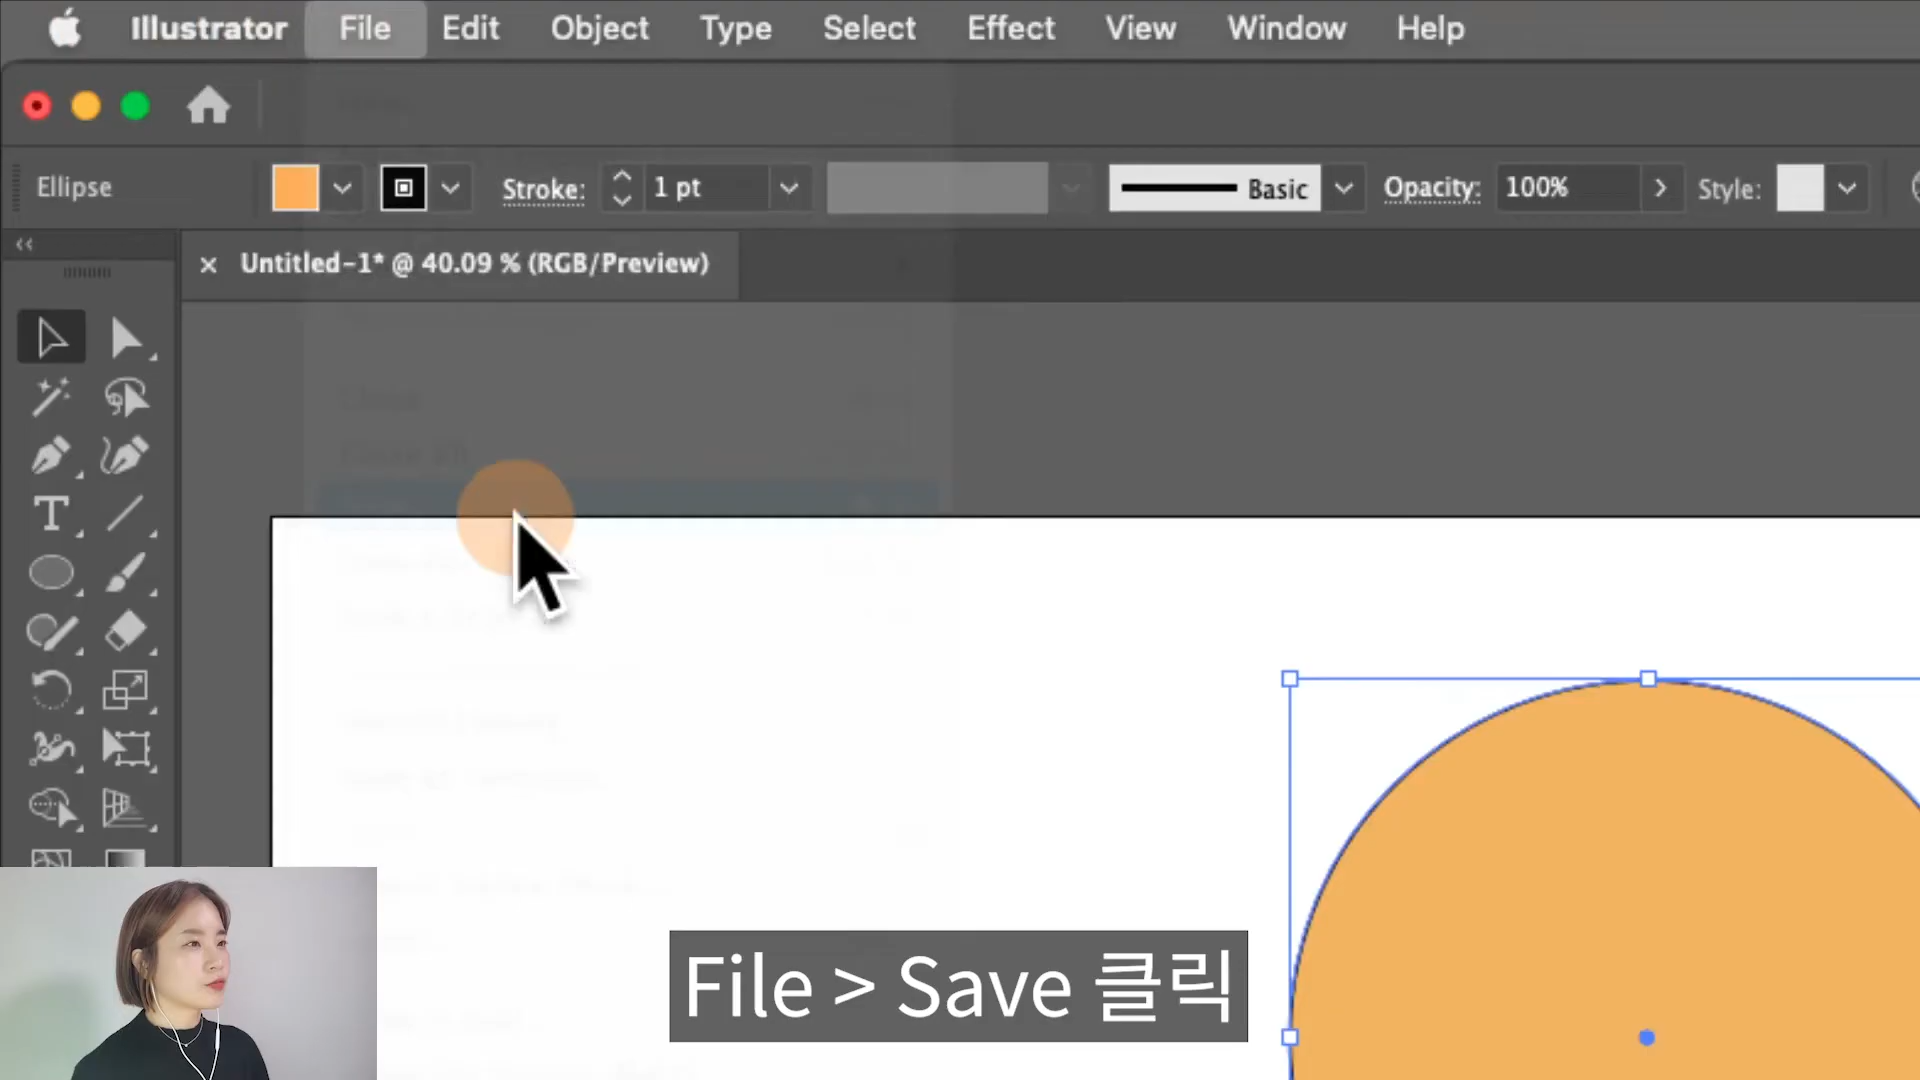 Illustrator File Edit Object Type Select Effect View Window Help
Ellipse Stroke: 1 pt Basic Opacity: 100% Style:
Untitled-1* @ 40.09 % (RGB/Preview)
File > Save 클릭